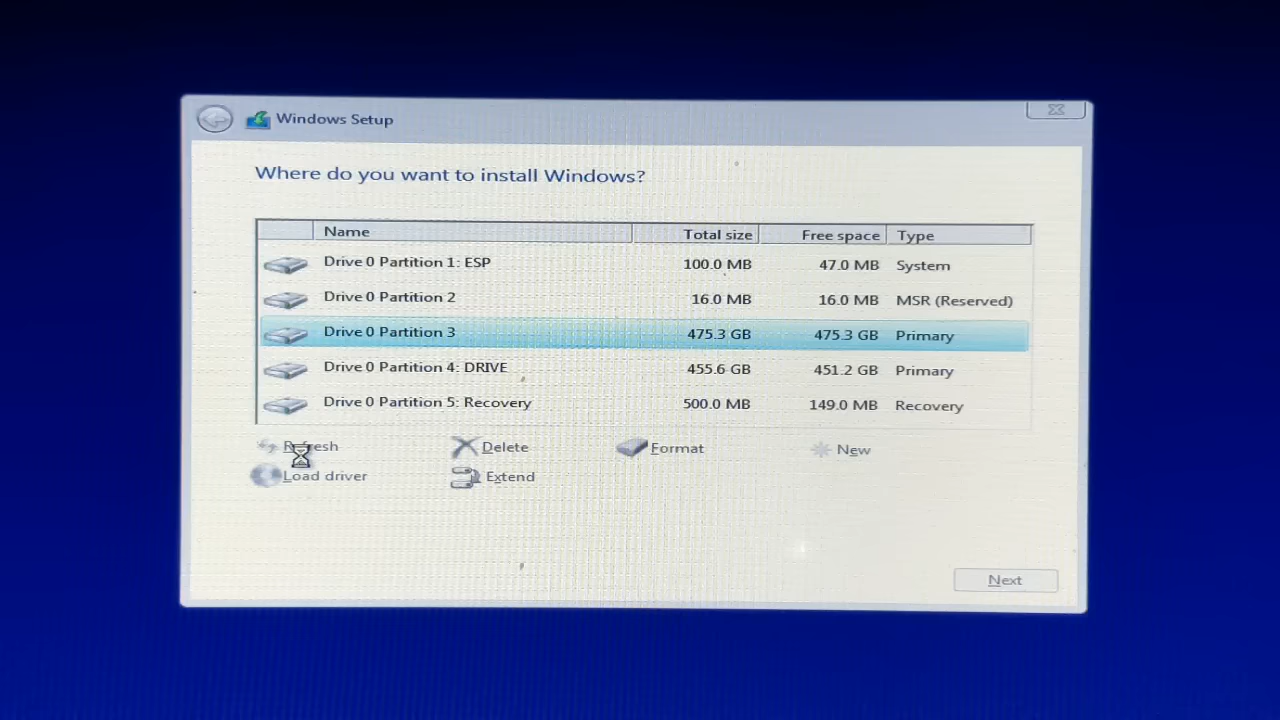 Windows Setup
Where do you want to install Windows?
Name Total size Free space Type
Drive 0 Partition 1: ESP 100.0 MB 47.0 MB System
Drive 0 Partition 2 16.0 MB 16.0 MB MSR (Reserved)
Drive 0 Partition 3 475.3 GB 475.3 GB Primary
Drive 0 Partition 4: DRIVE 455.6 GB 451.2 GB Primary
Drive 0 Partition 5: Recovery 500.0 MB 149.0 MB Recovery
Refresh Delete Format New
Load driver Extend
Next